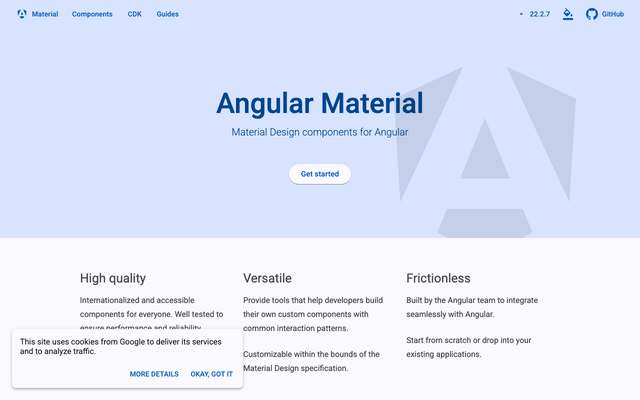 Material Components CDK Guides 22.2.7 GitHub
Angular Material
Material Design components for Angular
Get started
High quality
Internationalized and accessible
components for everyone. Well tested to
ensure performance and reliability.
Versatile
Provide tools that help developers build
their own custom components with
common interaction patterns.
Customizable within the bounds of the
Material Design specification.
Frictionless
Built by the Angular team to integrate
seamlessly with Angular.
Start from scratch or drop into your
existing applications.
This site uses cookies from Google to deliver its services
and to analyze traffic.
MORE DETAILS OKAY, GOT IT